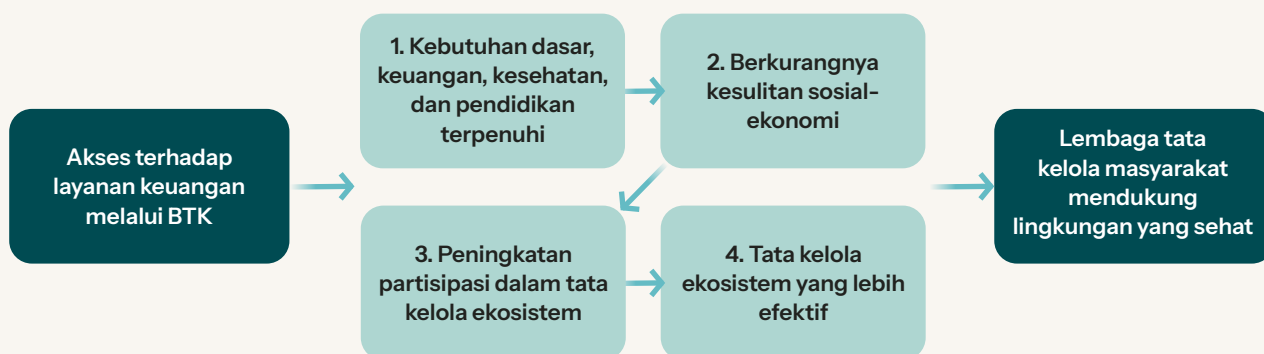 Akses terhadap
layanan keuangan
melalui BTK
1. Kebutuhan dasar,
keuangan, kesehatan,
dan pendidikan
terpenuhi
2. Berkurangnya
kesulitan sosial-
ekonomi
3. Peningkatan
partisipasi dalam tata
kelola ekosistem
4. Tata kelola
ekosistem yang lebih
efektif
Lembaga tata
kelola masyarakat
mendukung
lingkungan yang sehat